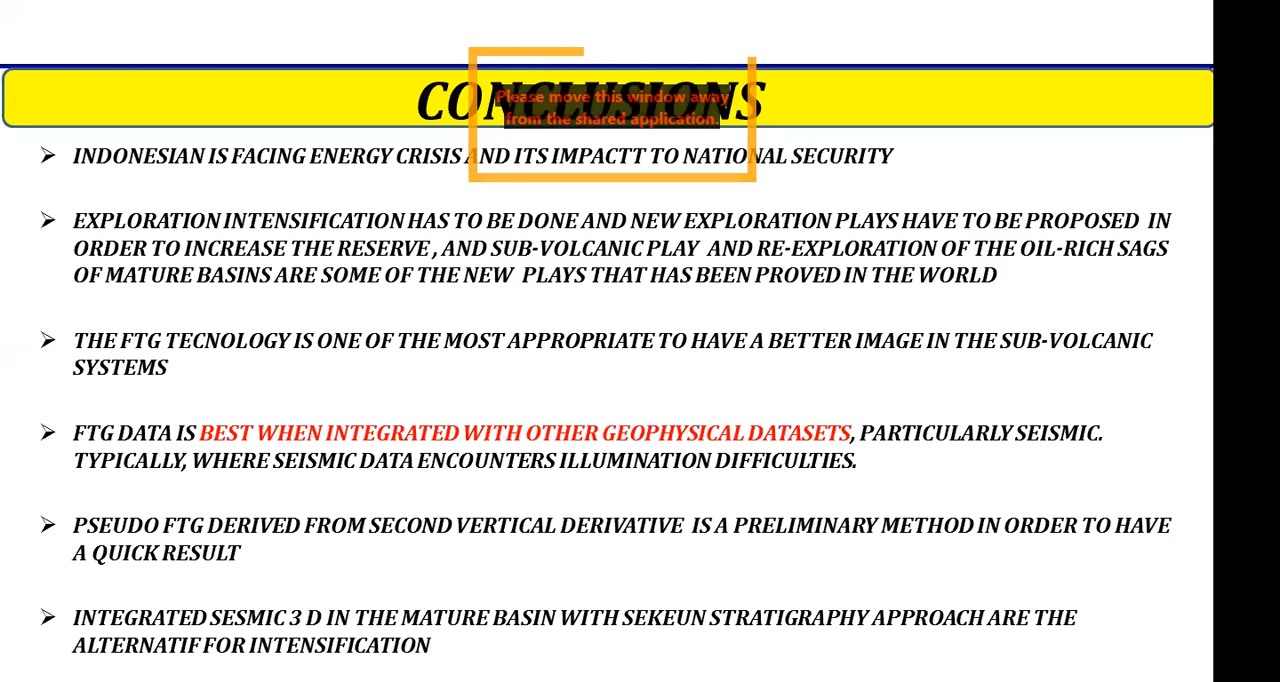 CONCLUSIONS
Please move this window away
from the shared application.
➢ INDONESIAN IS FACING ENERGY CRISIS AND ITS IMPACTT TO NATIONAL SECURITY
➢ EXPLORATION INTENSIFICATION HAS TO BE DONE AND NEW EXPLORATION PLAYS HAVE TO BE PROPOSED IN
ORDER TO INCREASE THE RESERVE , AND SUB-VOLCANIC PLAY AND RE-EXPLORATION OF THE OIL-RICH SAGS
OF MATURE BASINS ARE SOME OF THE NEW PLAYS THAT HAS BEEN PROVED IN THE WORLD
➢ THE FTG TECNOLOGY IS ONE OF THE MOST APPROPRIATE TO HAVE A BETTER IMAGE IN THE SUB-VOLCANIC
SYSTEMS
➢ FTG DATA IS BEST WHEN INTEGRATED WITH OTHER GEOPHYSICAL DATASETS, PARTICULARLY SEISMIC.
TYPICALLY, WHERE SEISMIC DATA ENCOUNTERS ILLUMINATION DIFFICULTIES.
➢ PSEUDO FTG DERIVED FROM SECOND VERTICAL DERIVATIVE IS A PRELIMINARY METHOD IN ORDER TO HAVE
A QUICK RESULT
➢ INTEGRATED SESMIC 3 D IN THE MATURE BASIN WITH SEKEUN STRATIGRAPHY APPROACH ARE THE
ALTERNATIF FOR INTENSIFICATION